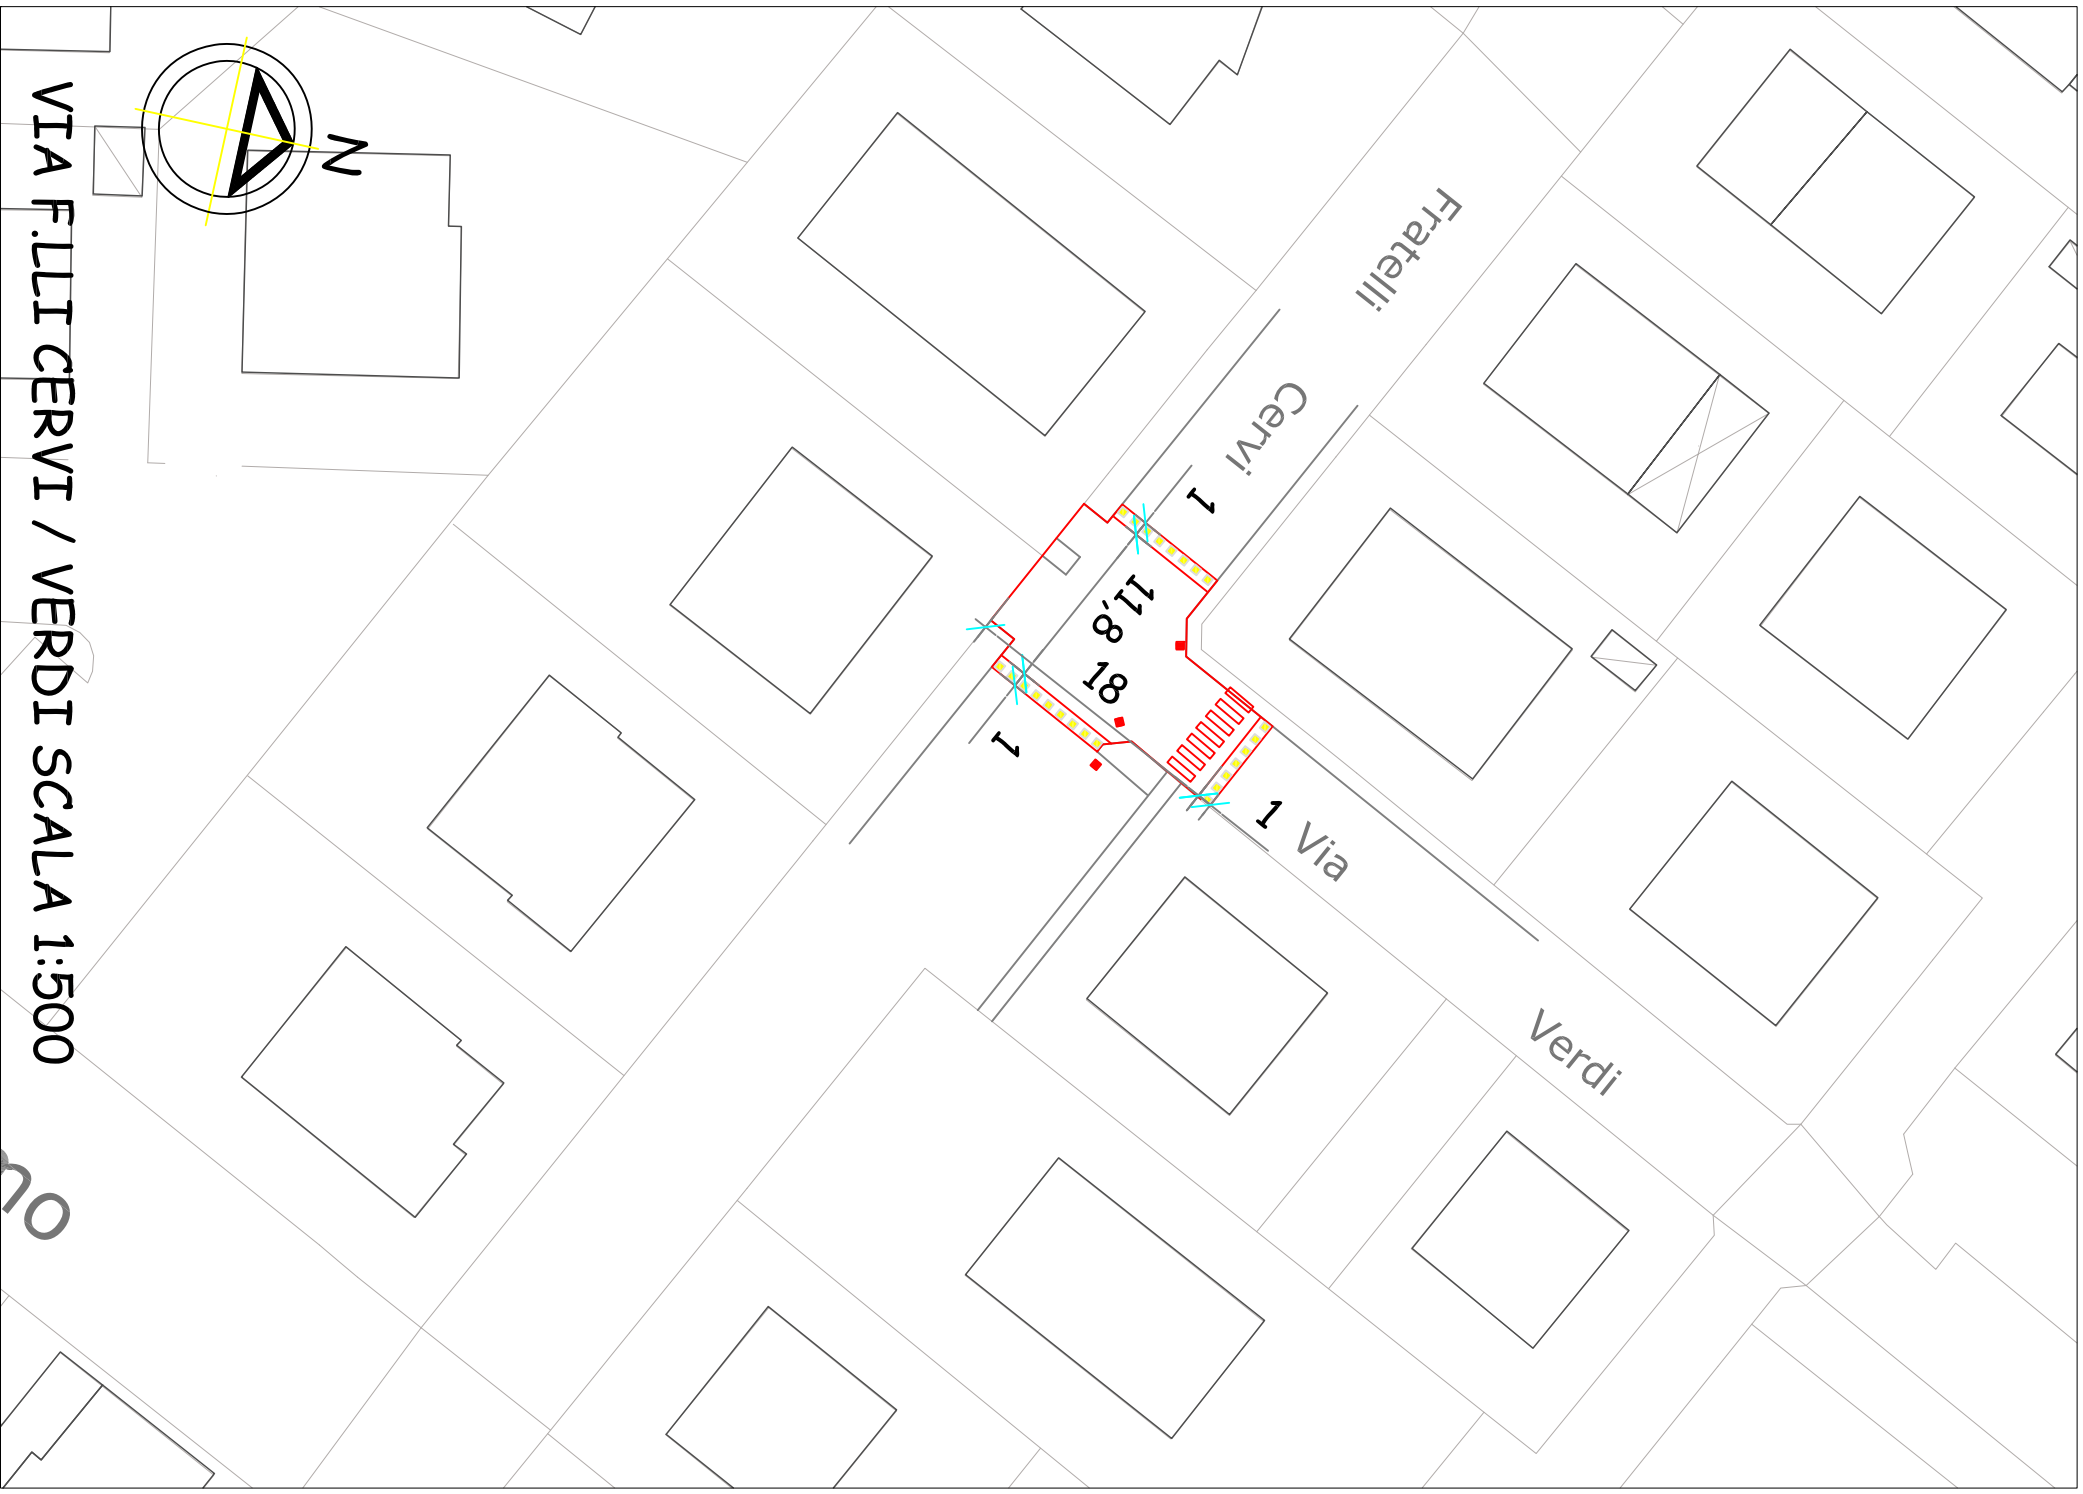 VIA F.LLI CERVI / VERDI SCALA 1:500
N
Fratelli
Cervi
1
11,8
18
1
1
Via
Verdi